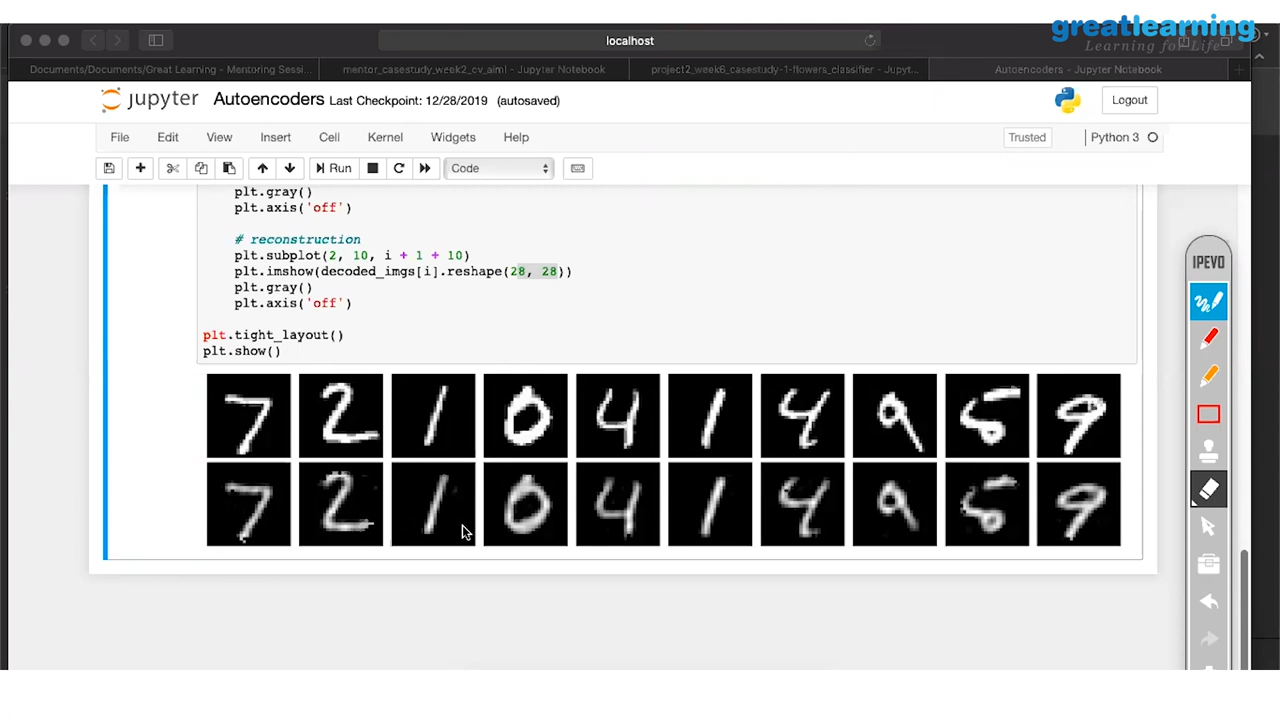 greatlearning
Learning for Life
localhost
Documents/Documents/Great Learning - Mentoring Sessi...
mentor_casestudy_week2_cv_aiml - Jupyter Notebook
project2_week6_casestudy-1-flowers_classifier - Jupyt...
Autoencoders - Jupyter Notebook
jupyter Autoencoders Last Checkpoint: 12/28/2019 (autosaved)
Logout
File Edit View Insert Cell Kernel Widgets Help
Trusted
Python 3
Run
Code
plt.gray()
plt.axis('off')
# reconstruction
plt.subplot(2, 10, i + 1 + 10)
plt.imshow(decoded_imgs[i].reshape(28, 28))
plt.gray()
plt.axis('off')
plt.tight_layout()
plt.show()
7 2 1 0 4 1 4 9 5 9
7 2 1 0 4 1 4 9 5 9
IPEVO